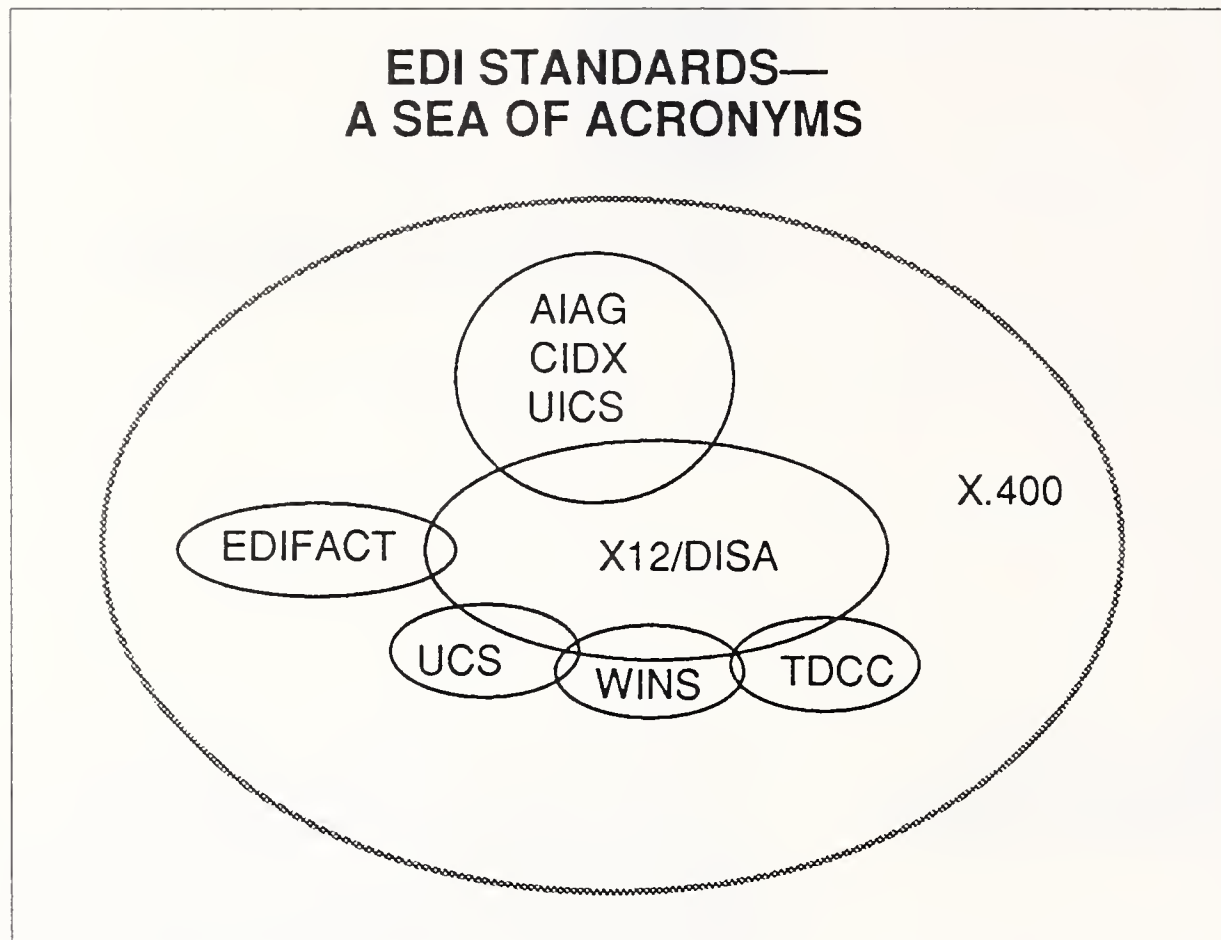 EDI STANDARDS—
A SEA OF ACRONYMS
AIAG
CIDX
UICS
X.400
EDIFACT
X12/DISA
UCS
WINS
TDCC